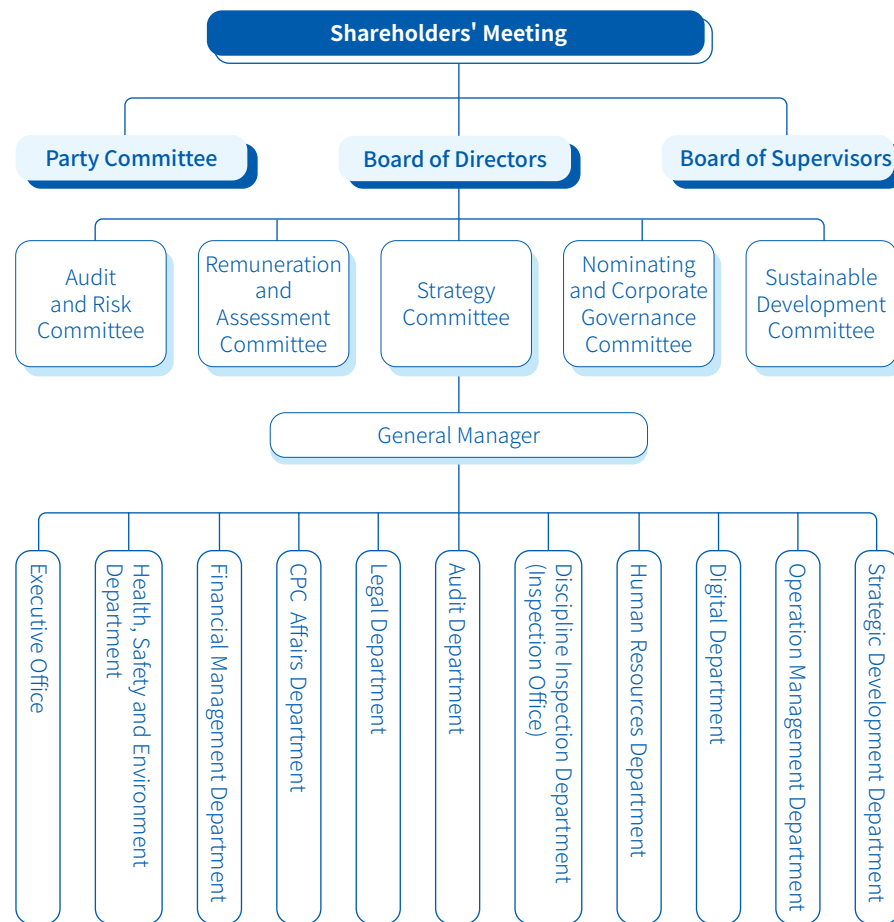 Shareholders' Meeting
Party Committee
Board of Directors
Board of Supervisors
Audit
and Risk
Committee
Remuneration
and
Assessment
Committee
Strategy
Committee
Nominating
and Corporate
Governance
Committee
Sustainable
Development
Committee
General Manager
Executive Office
Health, Safety and Environment
Department
Financial Management Department
CPC Affairs Department
Legal Department
Audit Department
Discipline Inspection Department
(Inspection Office)
Human Resources Department
Digital Department
Operation Management Department
Strategic Development Department